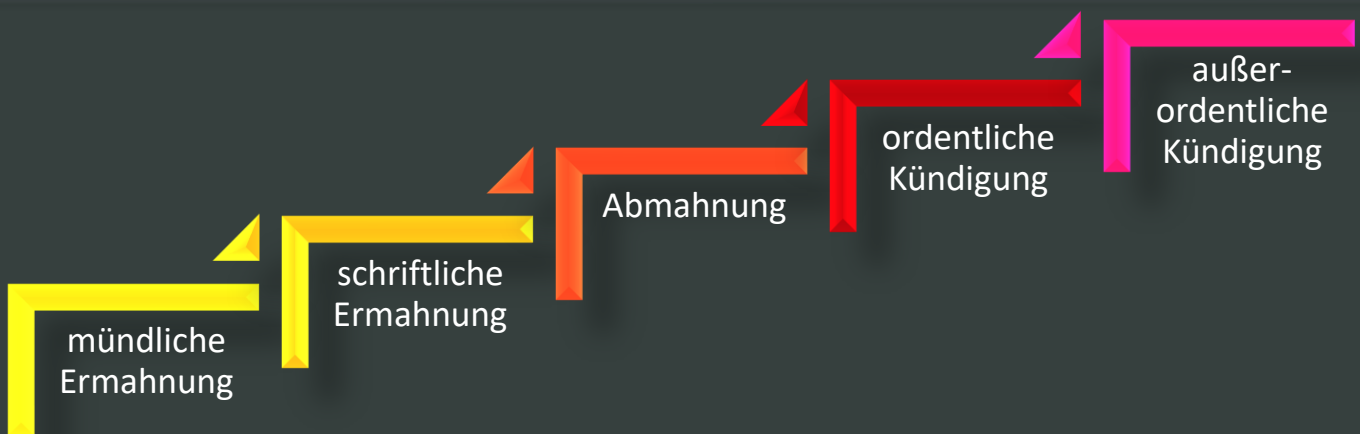 mündliche
Ermahnung
schriftliche
Ermahnung
Abmahnung
ordentliche
Kündigung
außer-
ordentliche
Kündigung